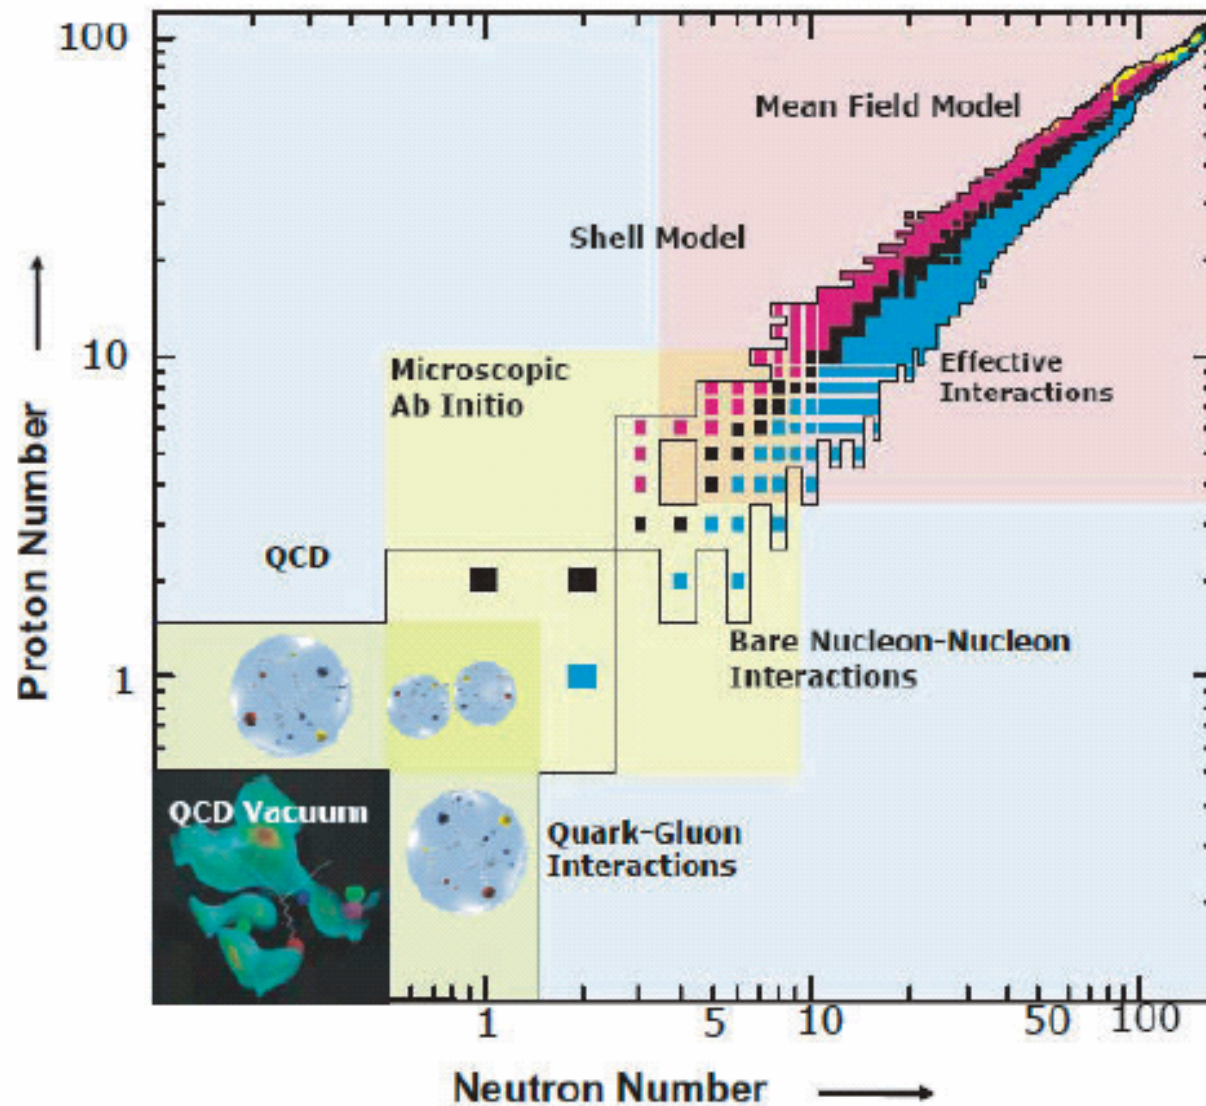 100
Mean Field Model
Shell Model
10
Microscopic
Ab Initio
Effective
Interactions
Proton Number
QCD
Bare Nucleon-Nucleon
Interactions
1
QCD Vacuum
Quark-Gluon
Interactions
1
5
10
50
100
Neutron Number